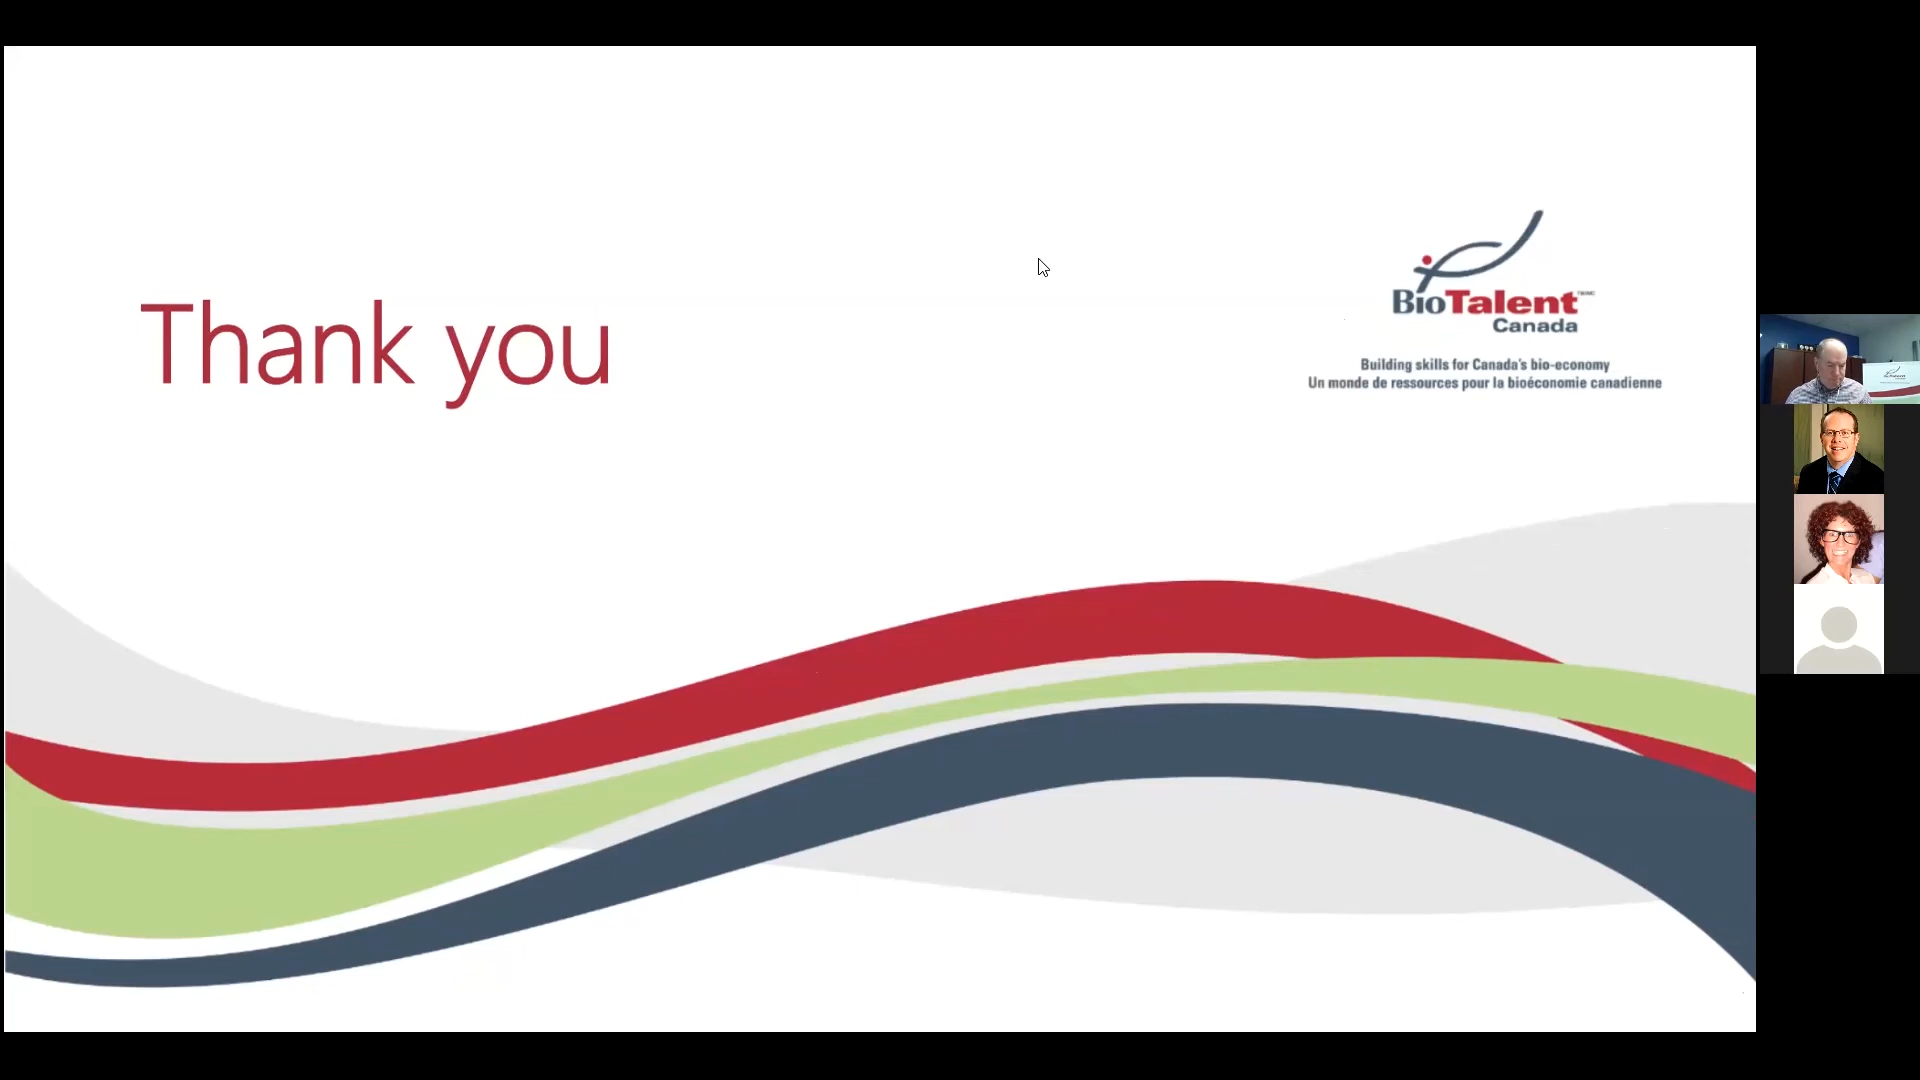 Thank you
BioTalent
Canada
Building skills for Canada's bio-economy
Un monde de ressources pour la bioéconomie canadienne